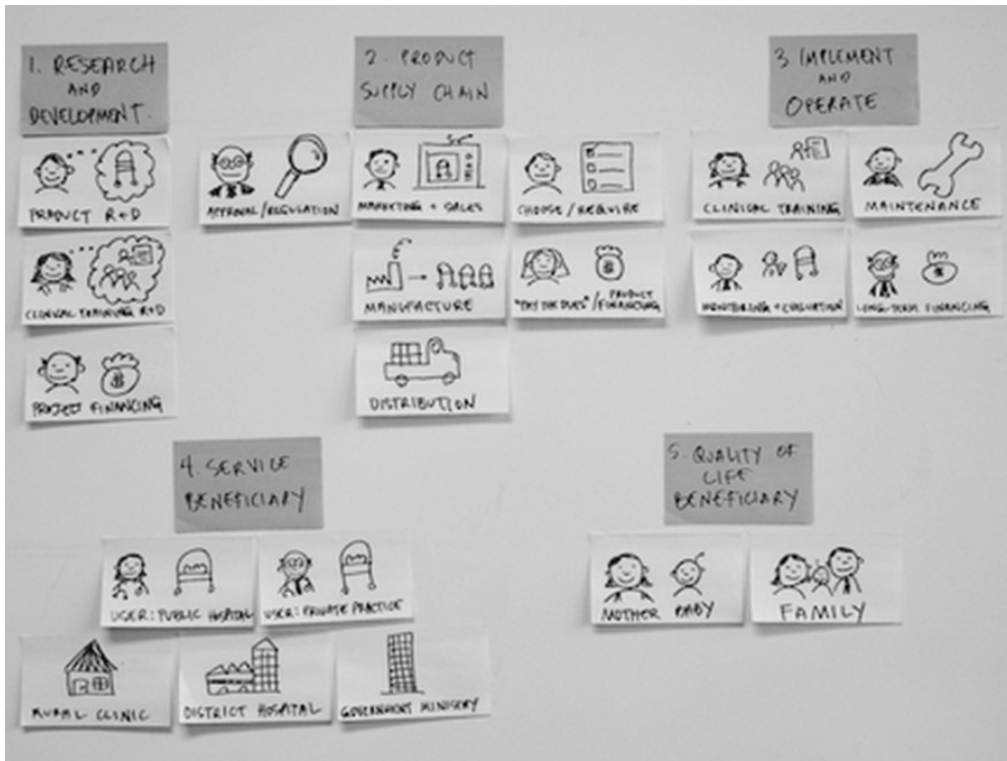 1. RESEARCH
AND
DEVELOPMENT.
PRODUCT R+D
CLINICAL TRAINING R+D
PROJECT FINANCING
2. PRODUCT
SUPPLY CHAIN
APPROVAL/REGULATION
MARKETING + SALES
CHOOSE/REQUIRE
MANUFACTURE
"PAY THE DUES"/PRODUCT FINANCING
DISTRIBUTION
3. IMPLEMENT
AND
OPERATE
CLINICAL TRAINING
MAINTENANCE
MONITORING + EVALUATION
LONG-TERM FINANCING
4. SERVICE
BENEFICIARY
USER: PUBLIC HOSPITAL
USER: PRIVATE PRACTICE
RURAL CLINIC
DISTRICT HOSPITAL
GOVERNMENT MINISTRY
5. QUALITY OF
LIFE
BENEFICIARY
MOTHER BABY
FAMILY